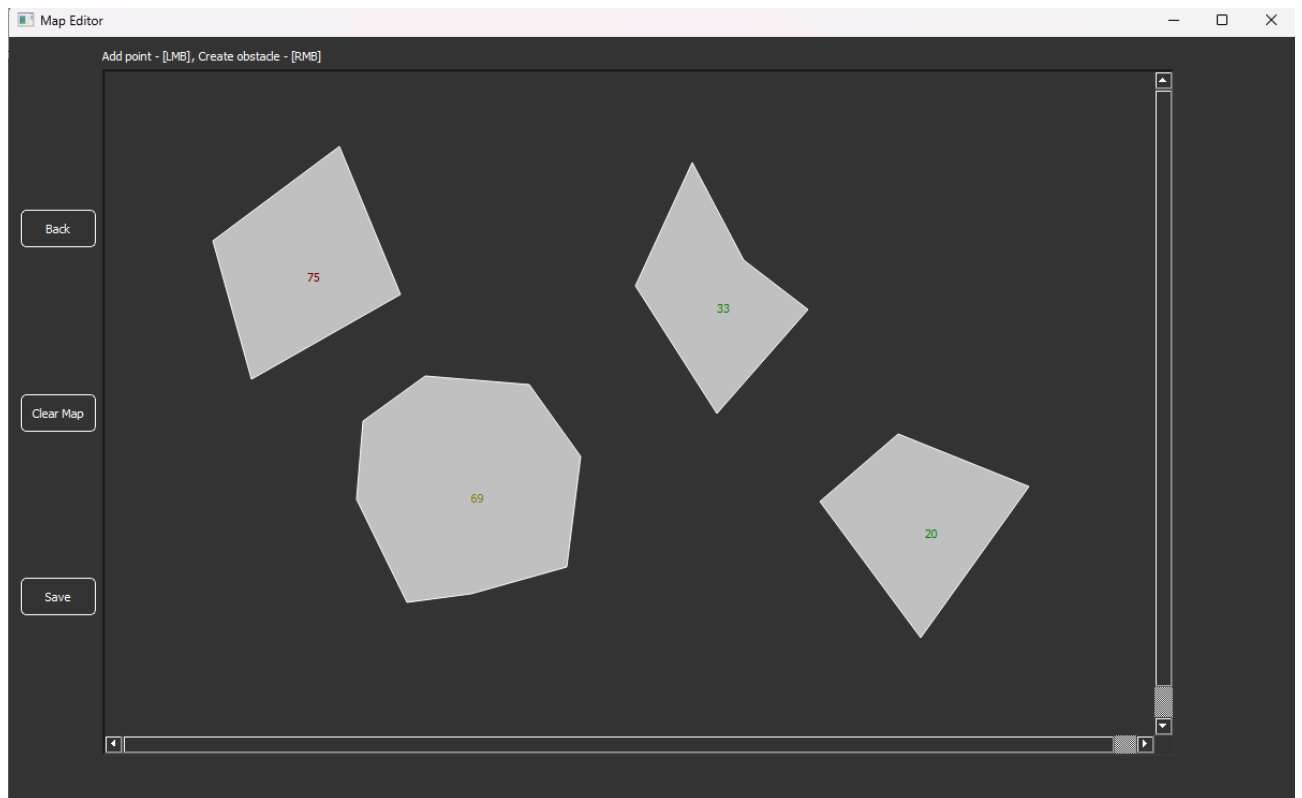 Map Editor
Add point - [LMB], Create obstacle - [RMB]
Back
75
33
Clear Map
69
20
Save